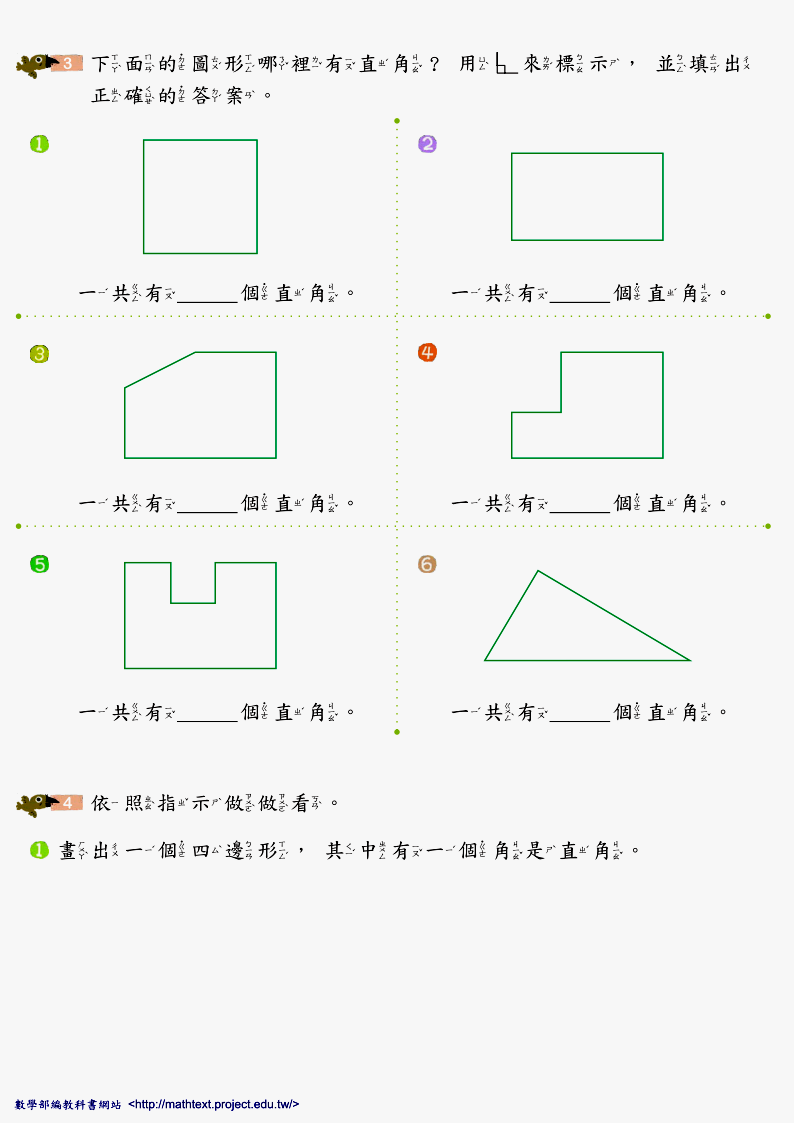 3 下面的圖形哪裡有直角？ 用 來標示， 並填出
正確的答案。
1 2
一共有______個直角。 一共有______個直角。
3 4
一共有______個直角。 一共有______個直角。
5 6
一共有______個直角。 一共有______個直角。
4 依照指示做做看。
1 畫出一個四邊形， 其中有一個角是直角。
數學部編教科書網站 <http://mathtext.project.edu.tw/>